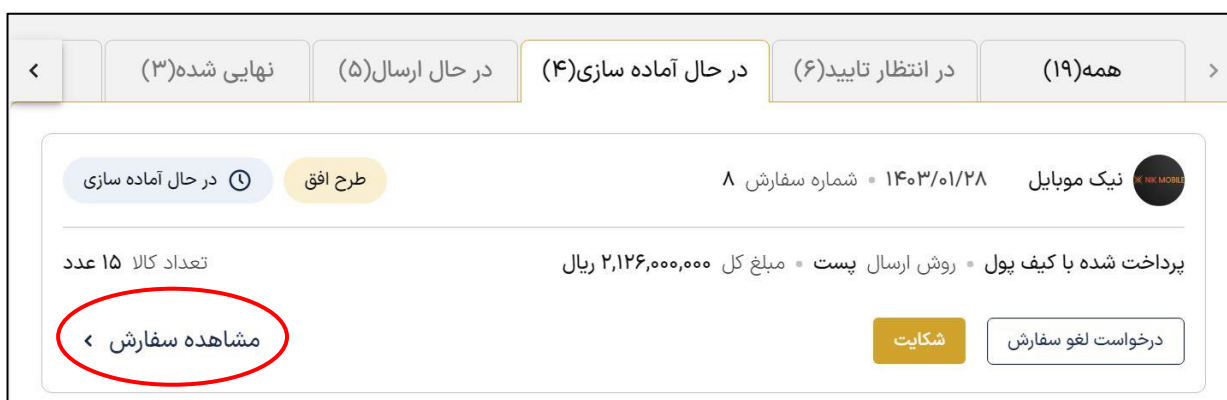 همه(۱۹) در انتظار تایید(۶) در حال آماده سازی(۴) در حال ارسال(۵) نهایی شده(۳)
NIK MOBILE نیک موبایل ۱۴۰۳/۰۱/۲۸ شماره سفارش ۸ طرح افق در حال آماده سازی
پرداخت شده با کیف پول روش ارسال پست مبلغ کل ۲,۱۲۶,۰۰۰,۰۰۰ ریال تعداد کالا ۱۵ عدد
درخواست لغو سفارش شکایت مشاهده سفارش